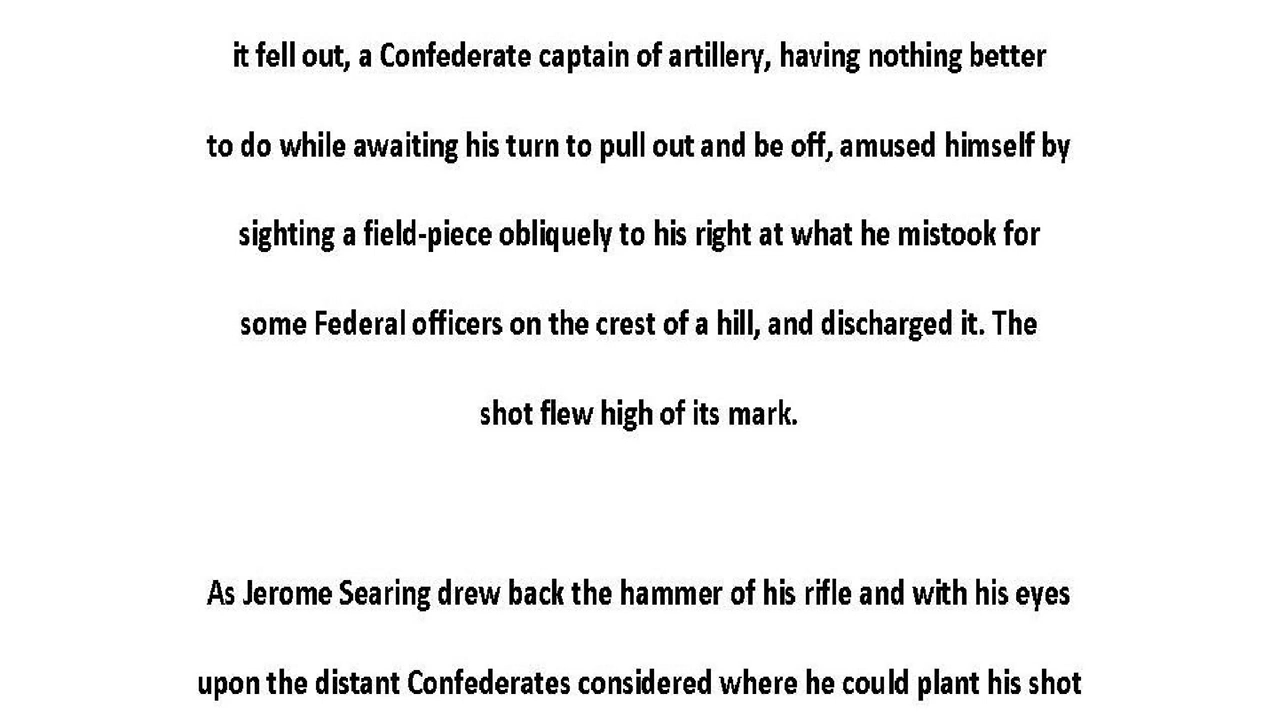 it fell out, a Confederate captain of artillery, having nothing better
to do while awaiting his turn to pull out and be off, amused himself by
sighting a field-piece obliquely to his right at what he mistook for
some Federal officers on the crest of a hill, and discharged it. The
shot flew high of its mark.
As Jerome Searing drew back the hammer of his rifle and with his eyes
upon the distant Confederates considered where he could plant his shot